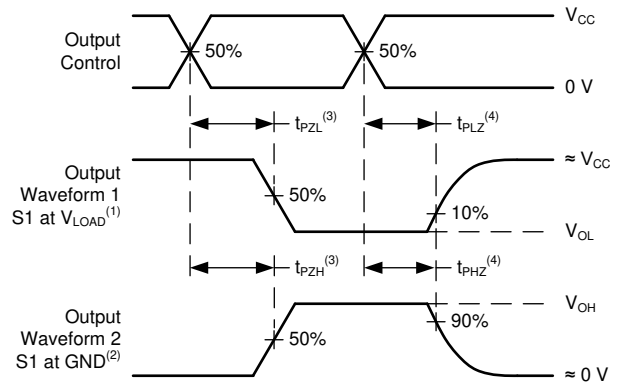 V_CC
Output
Control
50%
50%
0 V
t_PZL^(3)
t_PLZ^(4)
≈ V_CC
Output
Waveform 1
S1 at V_LOAD^(1)
50%
10%
V_OL
t_PZH^(3)
t_PHZ^(4)
V_OH
Output
Waveform 2
S1 at GND^(2)
50%
90%
≈ 0 V